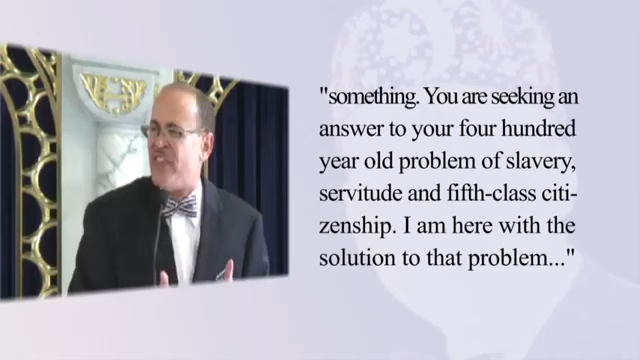 "something. You are seeking an
answer to your four hundred
year old problem of slavery,
servitude and fifth-class citi-
zenship. I am here with the
solution to that problem..."